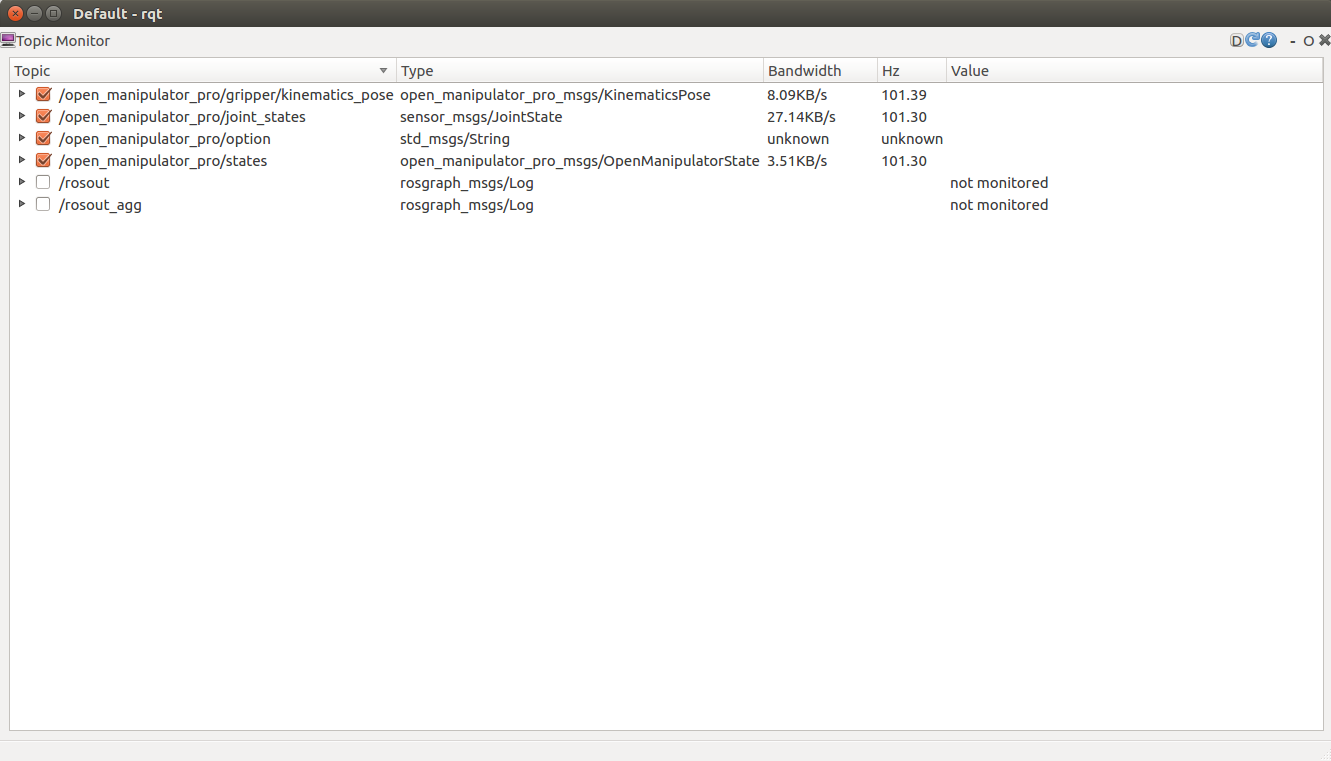 Default - rqt
Topic Monitor D ? - O
Topic Type Bandwidth Hz Value
/open_manipulator_pro/gripper/kinematics_pose open_manipulator_pro_msgs/KinematicsPose 8.09KB/s 101.39
/open_manipulator_pro/joint_states sensor_msgs/JointState 27.14KB/s 101.30
/open_manipulator_pro/option std_msgs/String unknown unknown
/open_manipulator_pro/states open_manipulator_pro_msgs/OpenManipulatorState 3.51KB/s 101.30
/rosout rosgraph_msgs/Log not monitored
/rosout_agg rosgraph_msgs/Log not monitored